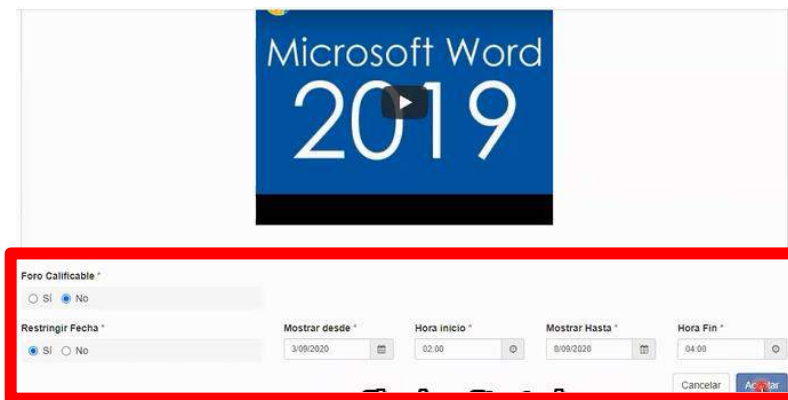 Microsoft Word
2019
Foro Calificable *
Sí No
Restringir Fecha * Mostrar desde * Hora inicio * Mostrar Hasta * Hora Fin *
Sí No 3/09/2020 02:00 8/09/2020 04:00
Cancelar Aceptar